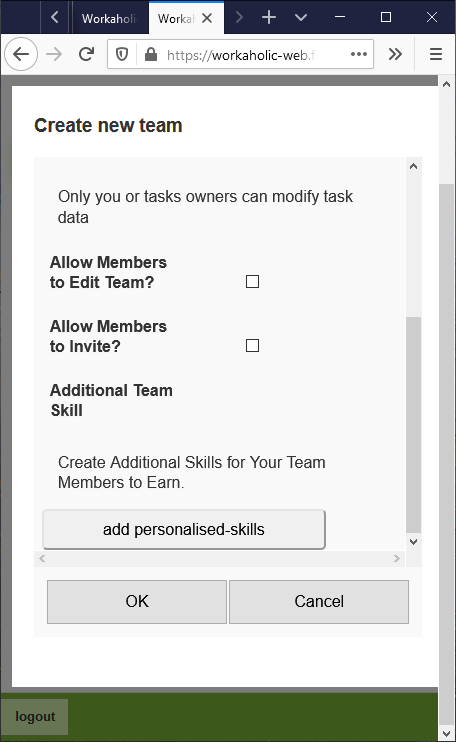 Workaholi
Workal
https://workaholic-web.f
Create new team
Only you or tasks owners can modify task
data
Allow Members
to Edit Team?
Allow Members
to Invite?
Additional Team
Skill
Create Additional Skills for Your Team
Members to Earn.
add personalised-skills
OK
Cancel
logout